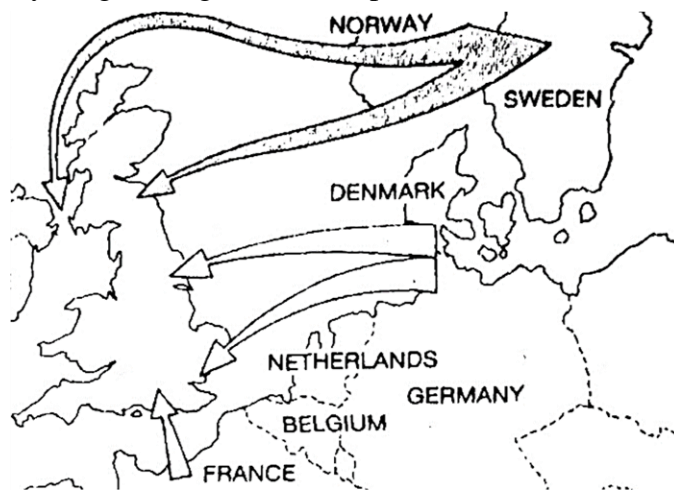 NORWAY
SWEDEN
DENMARK
NETHERLANDS
GERMANY
BELGIUM
FRANCE